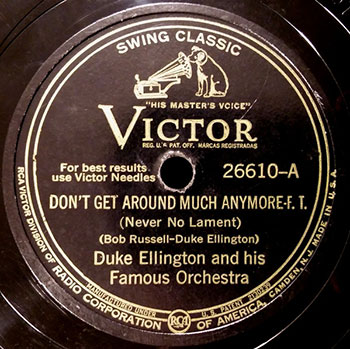 SWING CLASSIC
"HIS MASTER'S VOICE"
VICTOR
REG. U.S. PAT. OFF. MARCAS REGISTRADAS
For best results
use Victor Needles
26610-A
DON'T GET AROUND MUCH ANYMORE-F. T.
(Never No Lament)
(Bob Russell-Duke Ellington)
Duke Ellington and his
Famous Orchestra
MANUFACTURED UNDER
U. S. PATENT
RCA
RCA VICTOR DIVISION OF RADIO CORPORATION OF AMERICA, CAMDEN, N. J. MADE IN U. S. A.